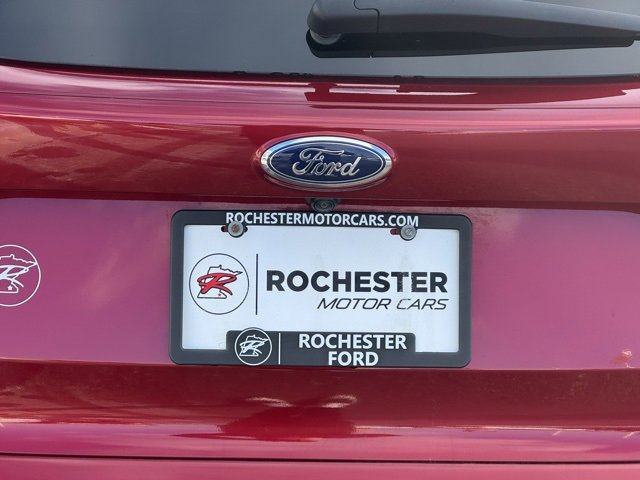 Ford
ROCHESTERMOTORCARS.COM
R ROCHESTER
MOTOR CARS
R
R ROCHESTER
FORD